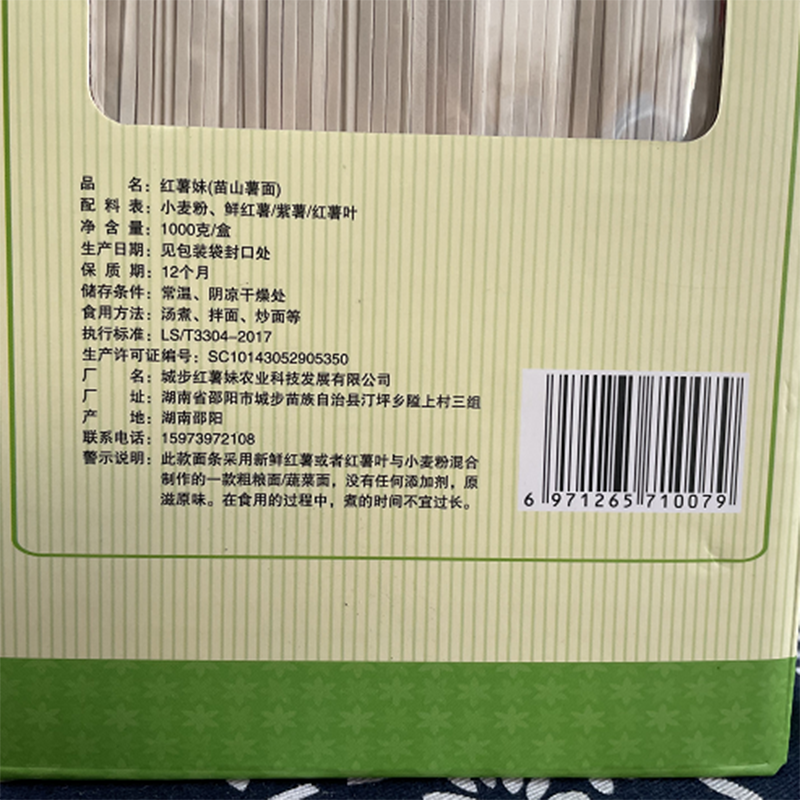 品 名：红薯妹(苗山薯面)
配 料 表：小麦粉、鲜红薯/紫薯/红薯叶
净 含 量：1000克/盒
生产日期：见包装袋封口处
保 质 期：12个月
储存条件：常温、阴凉干燥处
食用方法：汤煮、拌面、炒面等
执行标准：LS/T3304-2017
生产许可证编号：SC10143052905350
厂 名：城步红薯妹农业科技发展有限公司
厂 址：湖南省邵阳市城步苗族自治县汀坪乡隘上村三组
产 地：湖南邵阳
联系电话：15973972108
警示说明：此款面条采用新鲜红薯或者红薯叶与小麦粉混合
制作的一款粗粮面/蔬菜面，没有任何添加剂，原
滋原味。在食用的过程中，煮的时间不宜过长。
6 971265 710079